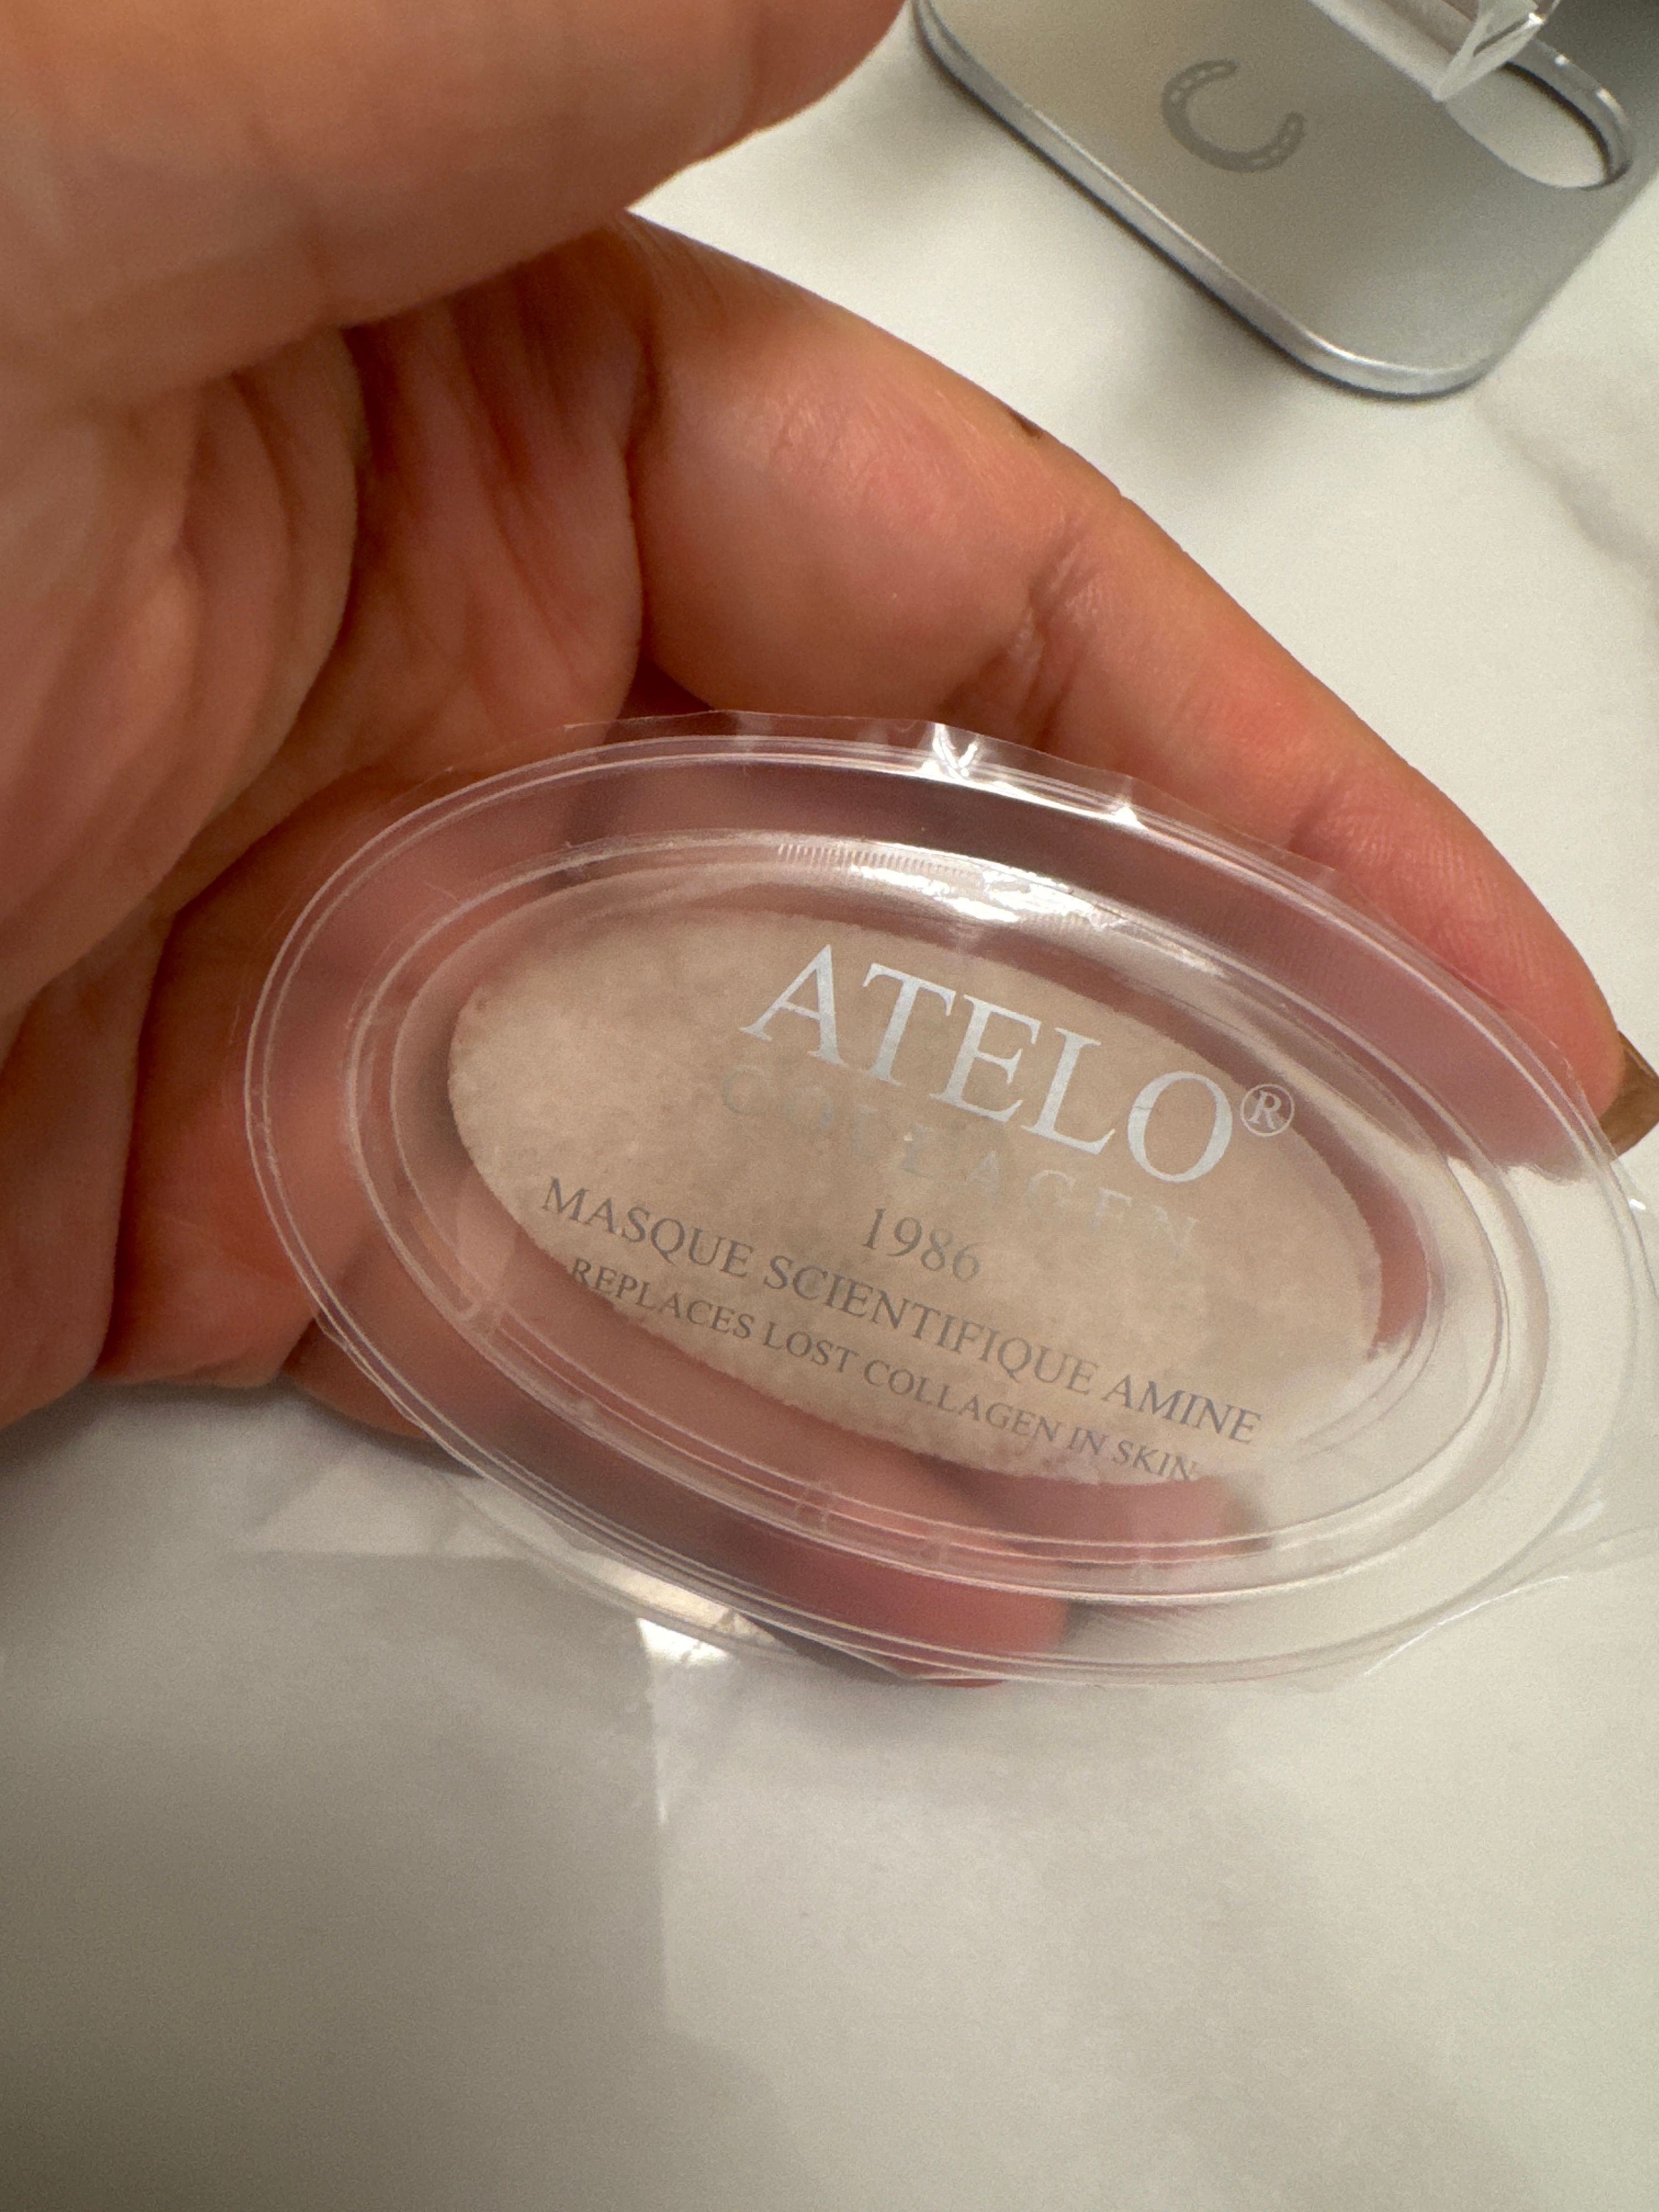 ATELO®
COLLAGEN
1986
MASQUE SCIENTIFIQUE AMINE
REPLACES LOST COLLAGEN IN SKIN